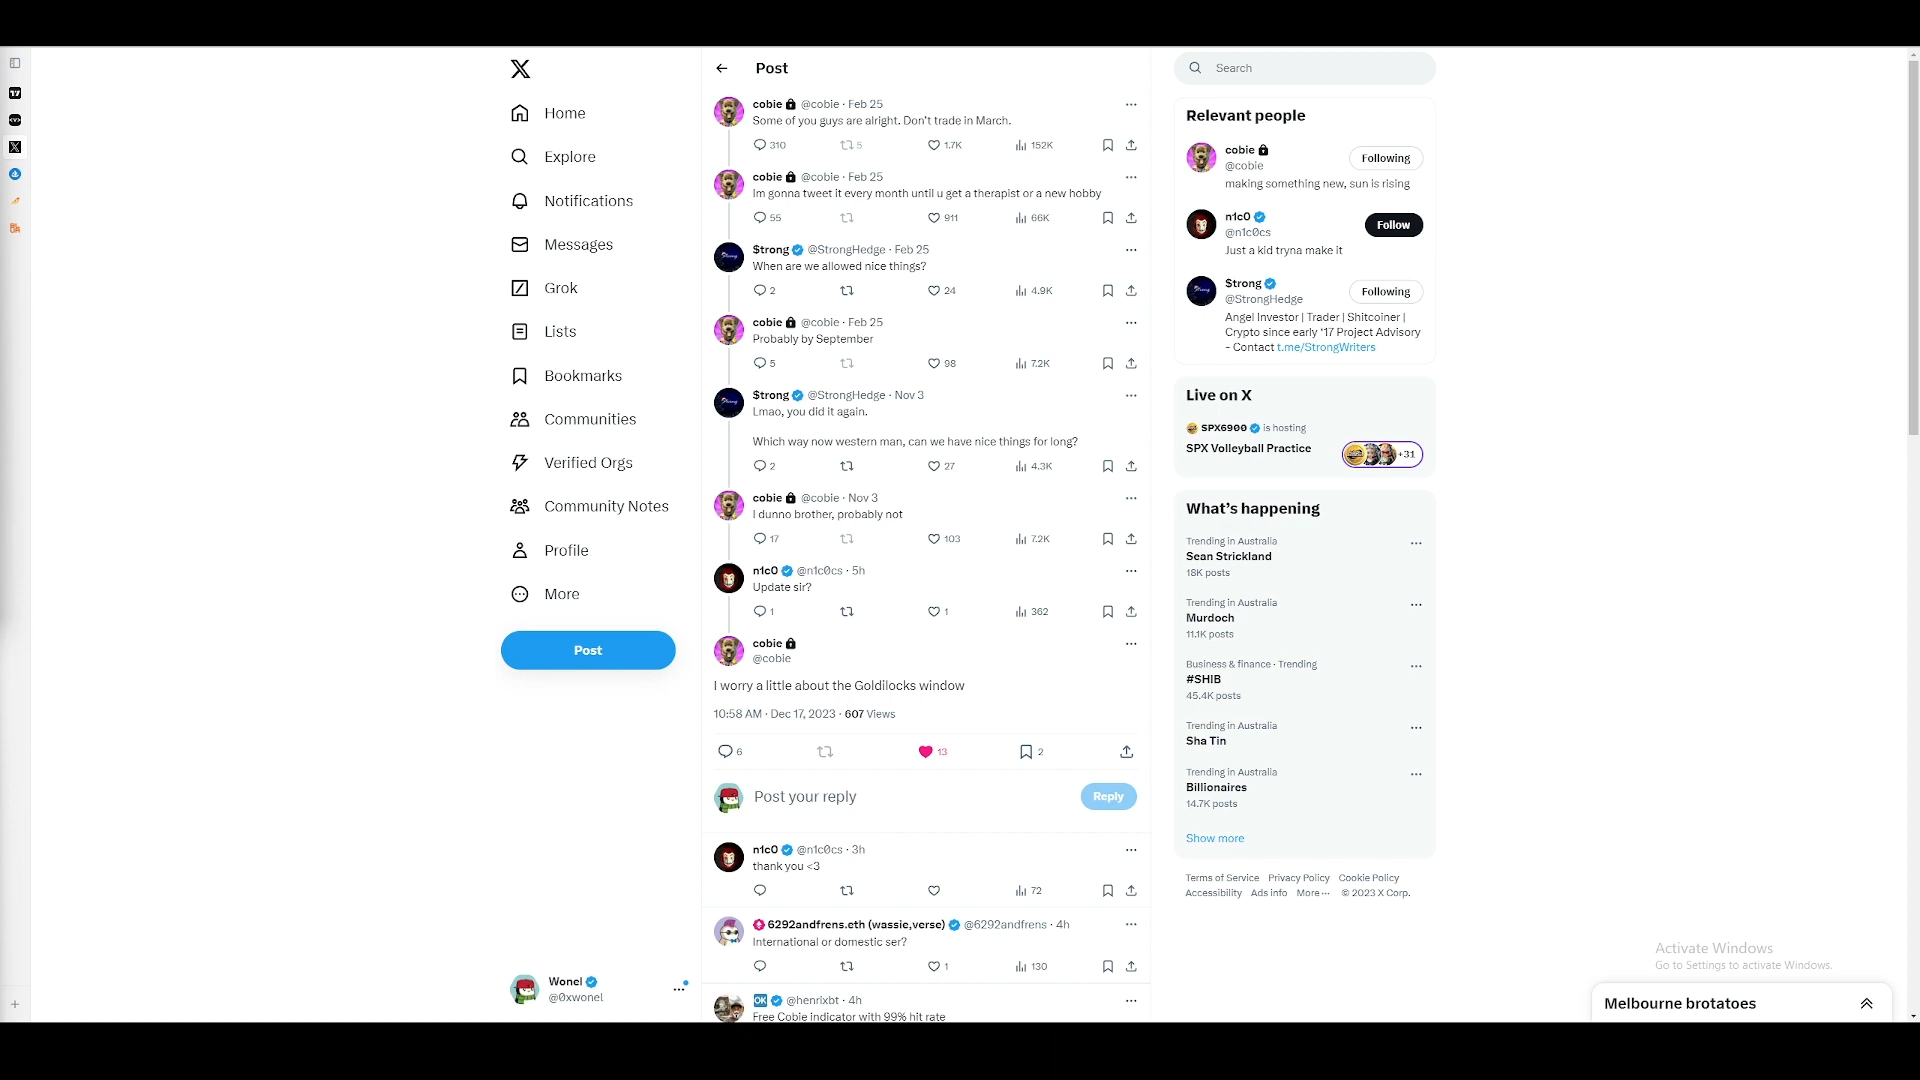 Home
Explore
Notifications
Messages
Grok
Lists
Bookmarks
Communities
Verified Orgs
Community Notes
Profile
More
Post
Wonel
@0xwonel
Post
cobie @cobie · Feb 25
Some of you guys are alright. Don't trade in March.
310 5 1.7K 152K
cobie @cobie · Feb 25
Im gonna tweet it every month until u get a therapist or a new hobby
55 911 66K
$trong @StrongHedge · Feb 25
When are we allowed nice things?
2 24 4.9K
cobie @cobie · Feb 25
Probably by September
5 98 7.2K
$trong @StrongHedge · Nov 3
Lmao, you did it again.
Which way now western man, can we have nice things for long?
2 27 4.3K
cobie @cobie · Nov 3
I dunno brother, probably not
17 103 7.2K
n1c0 @n1c0cs · 5h
Update sir?
1 1 362
cobie
@cobie
I worry a little about the Goldilocks window
10:58 AM · Dec 17, 2023 · 607 Views
6 13 2
Post your reply
Reply
n1c0 @n1c0cs · 3h
thank you <3
72
6292andfrens.eth (wassie,verse) @6292andfrens · 4h
International or domestic ser?
1 130
OK @henrixbt · 4h
Free Cobie indicator with 99% hit rate
Search
Relevant people
cobie
@cobie
Following
making something new, sun is rising
n1c0
@n1c0cs
Follow
Just a kid tryna make it
$trong
@StrongHedge
Following
Angel Investor | Trader | Shitcoiner |
Crypto since early '17 Project Advisory
- Contact t.me/StrongWriters
Live on X
SPX6900 is hosting
SPX Volleyball Practice
+31
What's happening
Trending in Australia
Sean Strickland
18K posts
Trending in Australia
Murdoch
11.1K posts
Business & finance · Trending
#SHIB
45.4K posts
Trending in Australia
Sha Tin
Trending in Australia
Billionaires
14.7K posts
Show more
Terms of Service Privacy Policy Cookie Policy
Accessibility Ads info More ··· © 2023 X Corp.
Activate Windows
Go to Settings to activate Windows.
Melbourne brotatoes